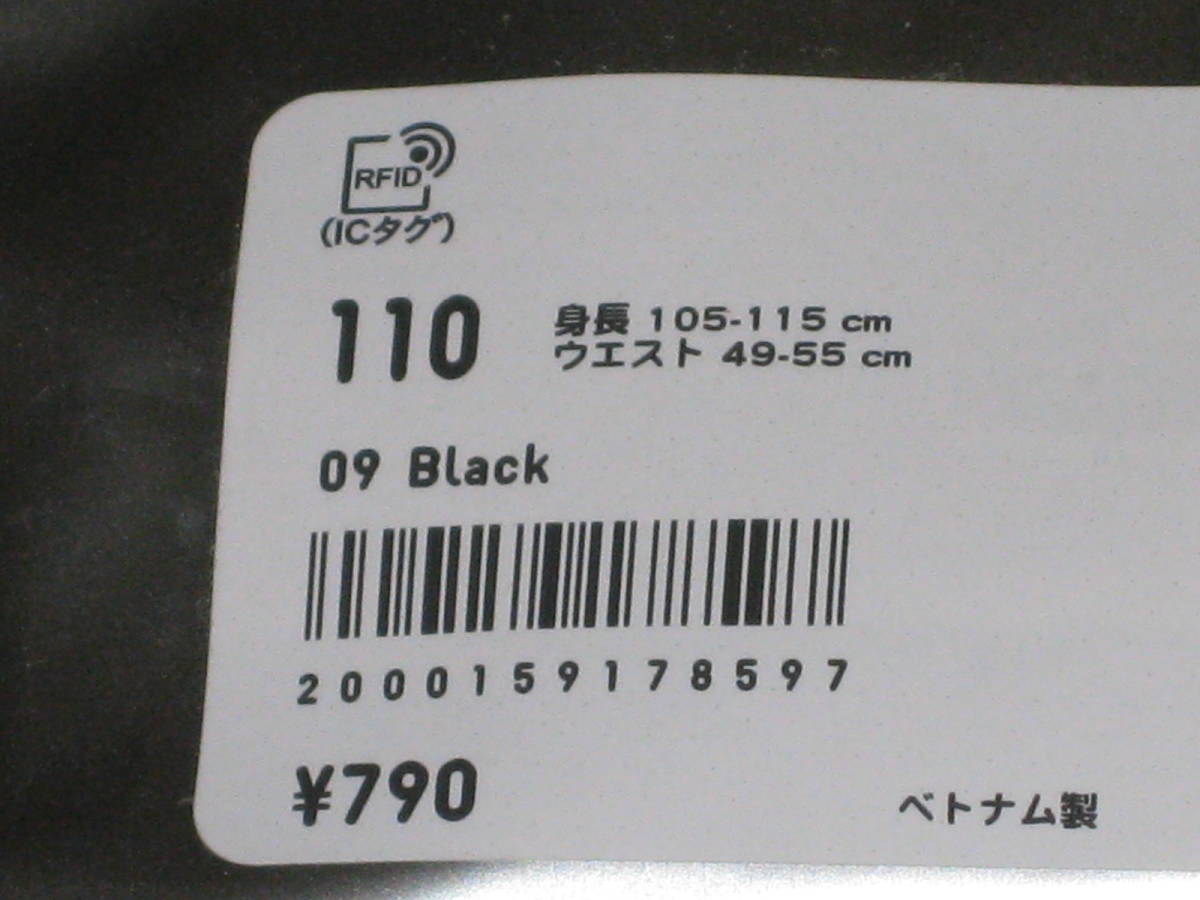 RFID
(ICタグ)
110
身長 105-115 cm
ウエスト 49-55 cm
09 Black
2000159178597
¥790
ベトナム製